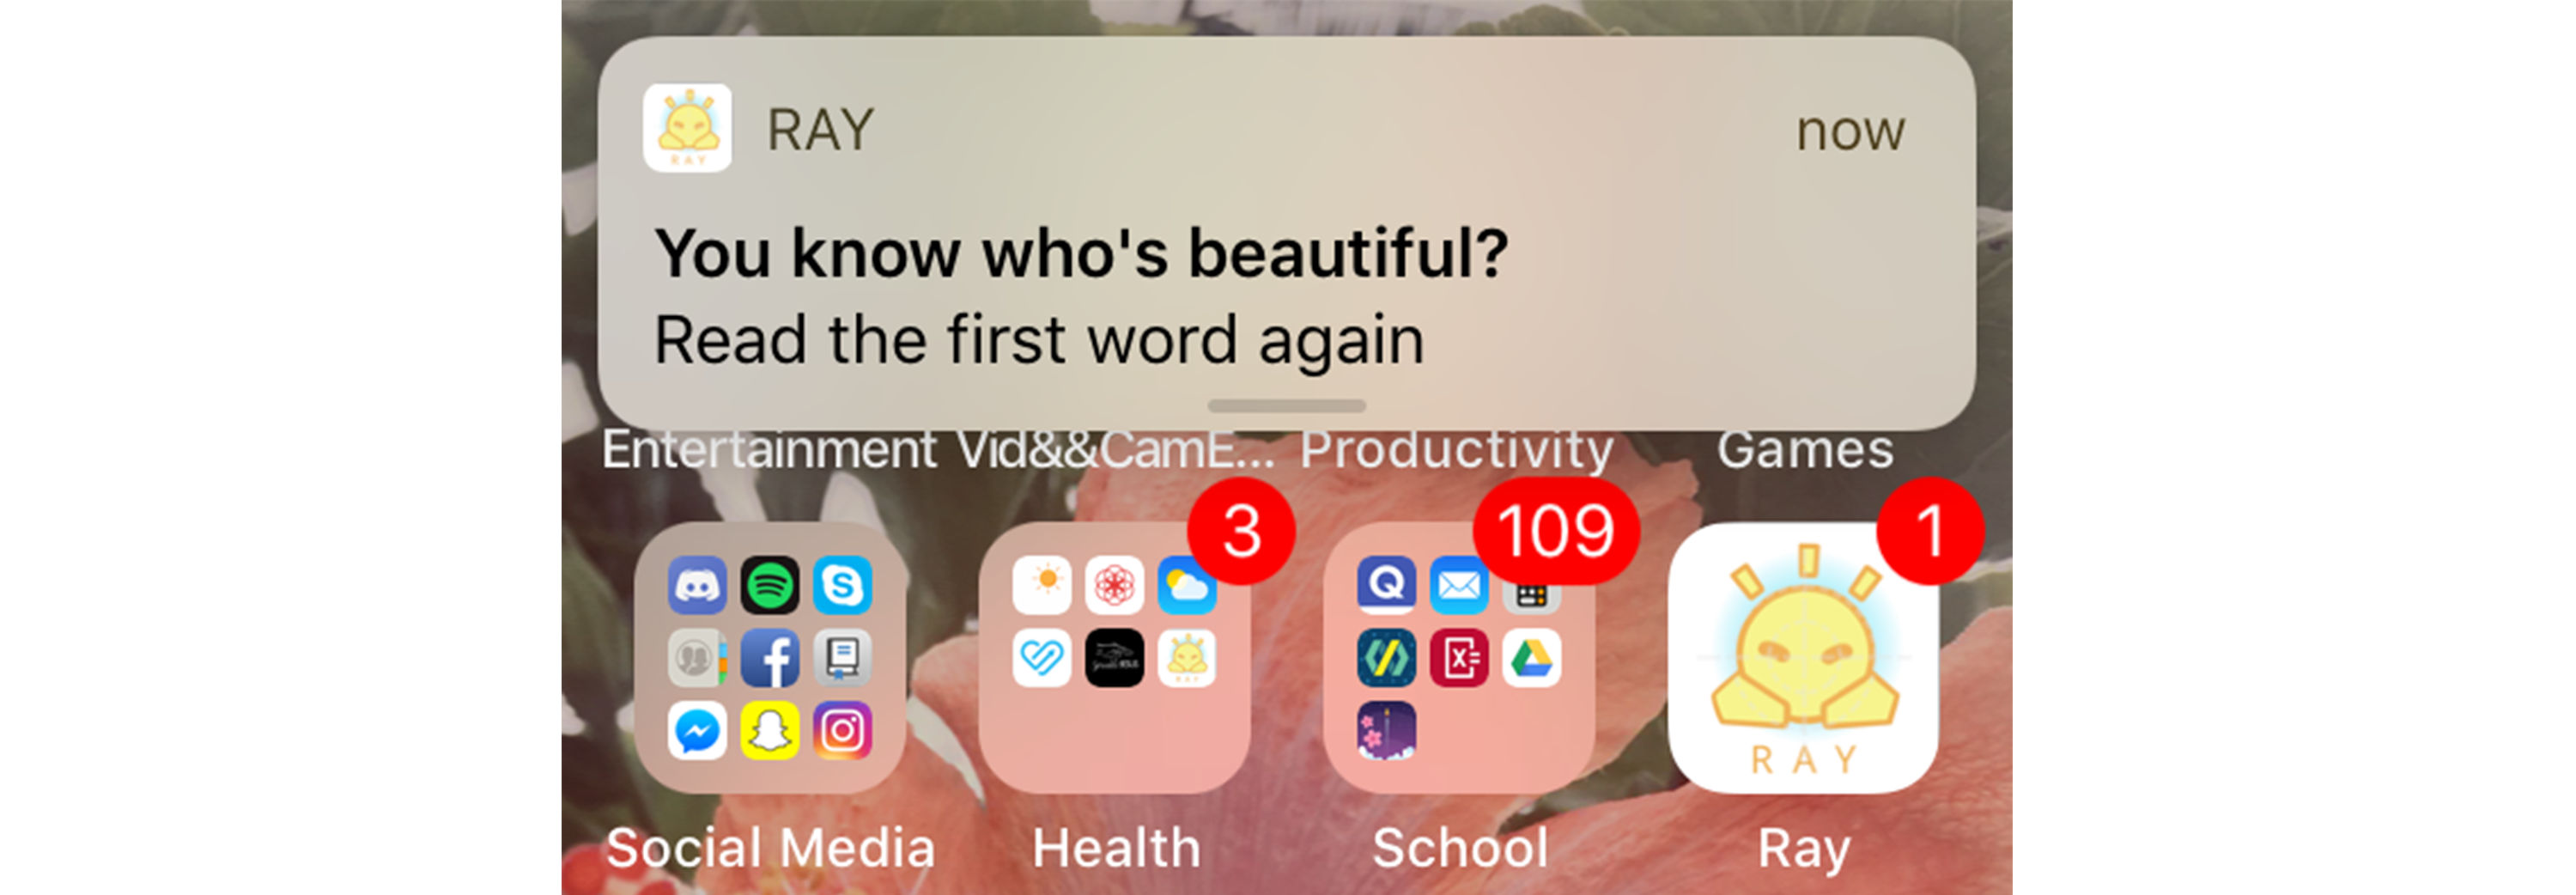 RAY
RAY now
You know who's beautiful?
Read the first word again
Entertainment Vid&&CamE... Productivity Games
3 109 1
RAY
Social Media Health School Ray